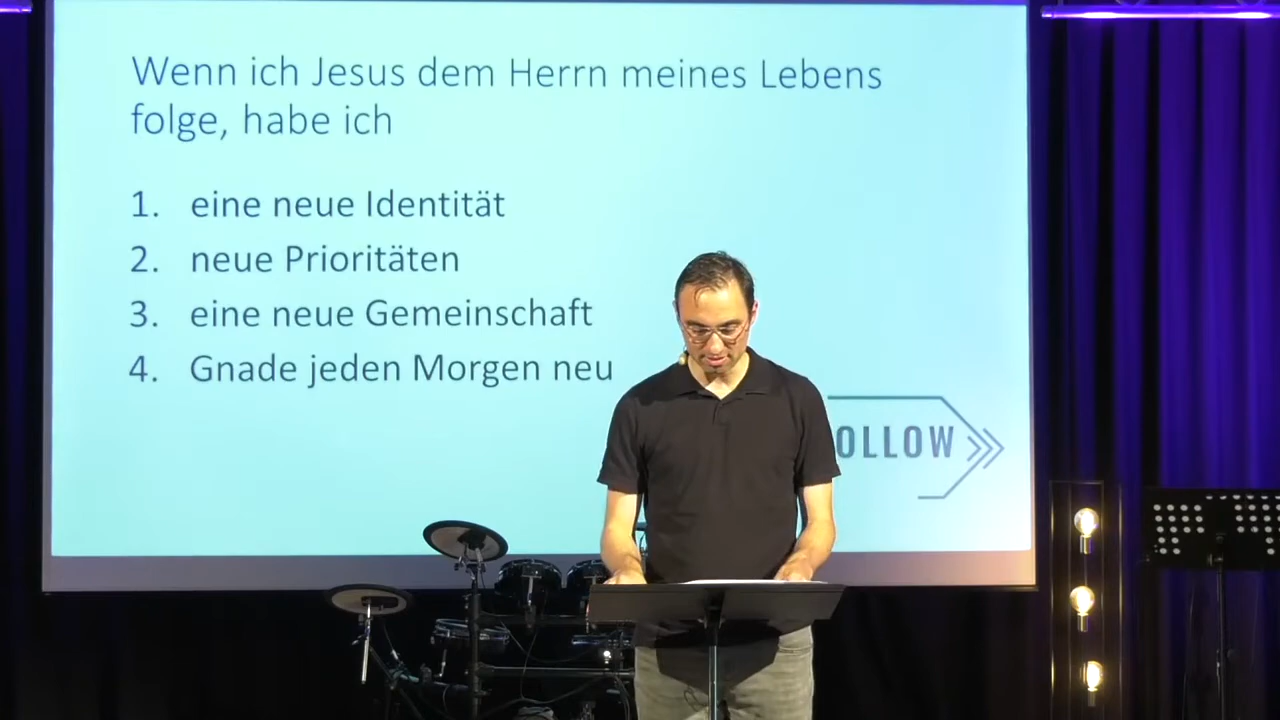 Wenn ich Jesus dem Herrn meines Lebens
folge, habe ich
1. eine neue Identität
2. neue Prioritäten
3. eine neue Gemeinschaft
4. Gnade jeden Morgen neu
OLLOW